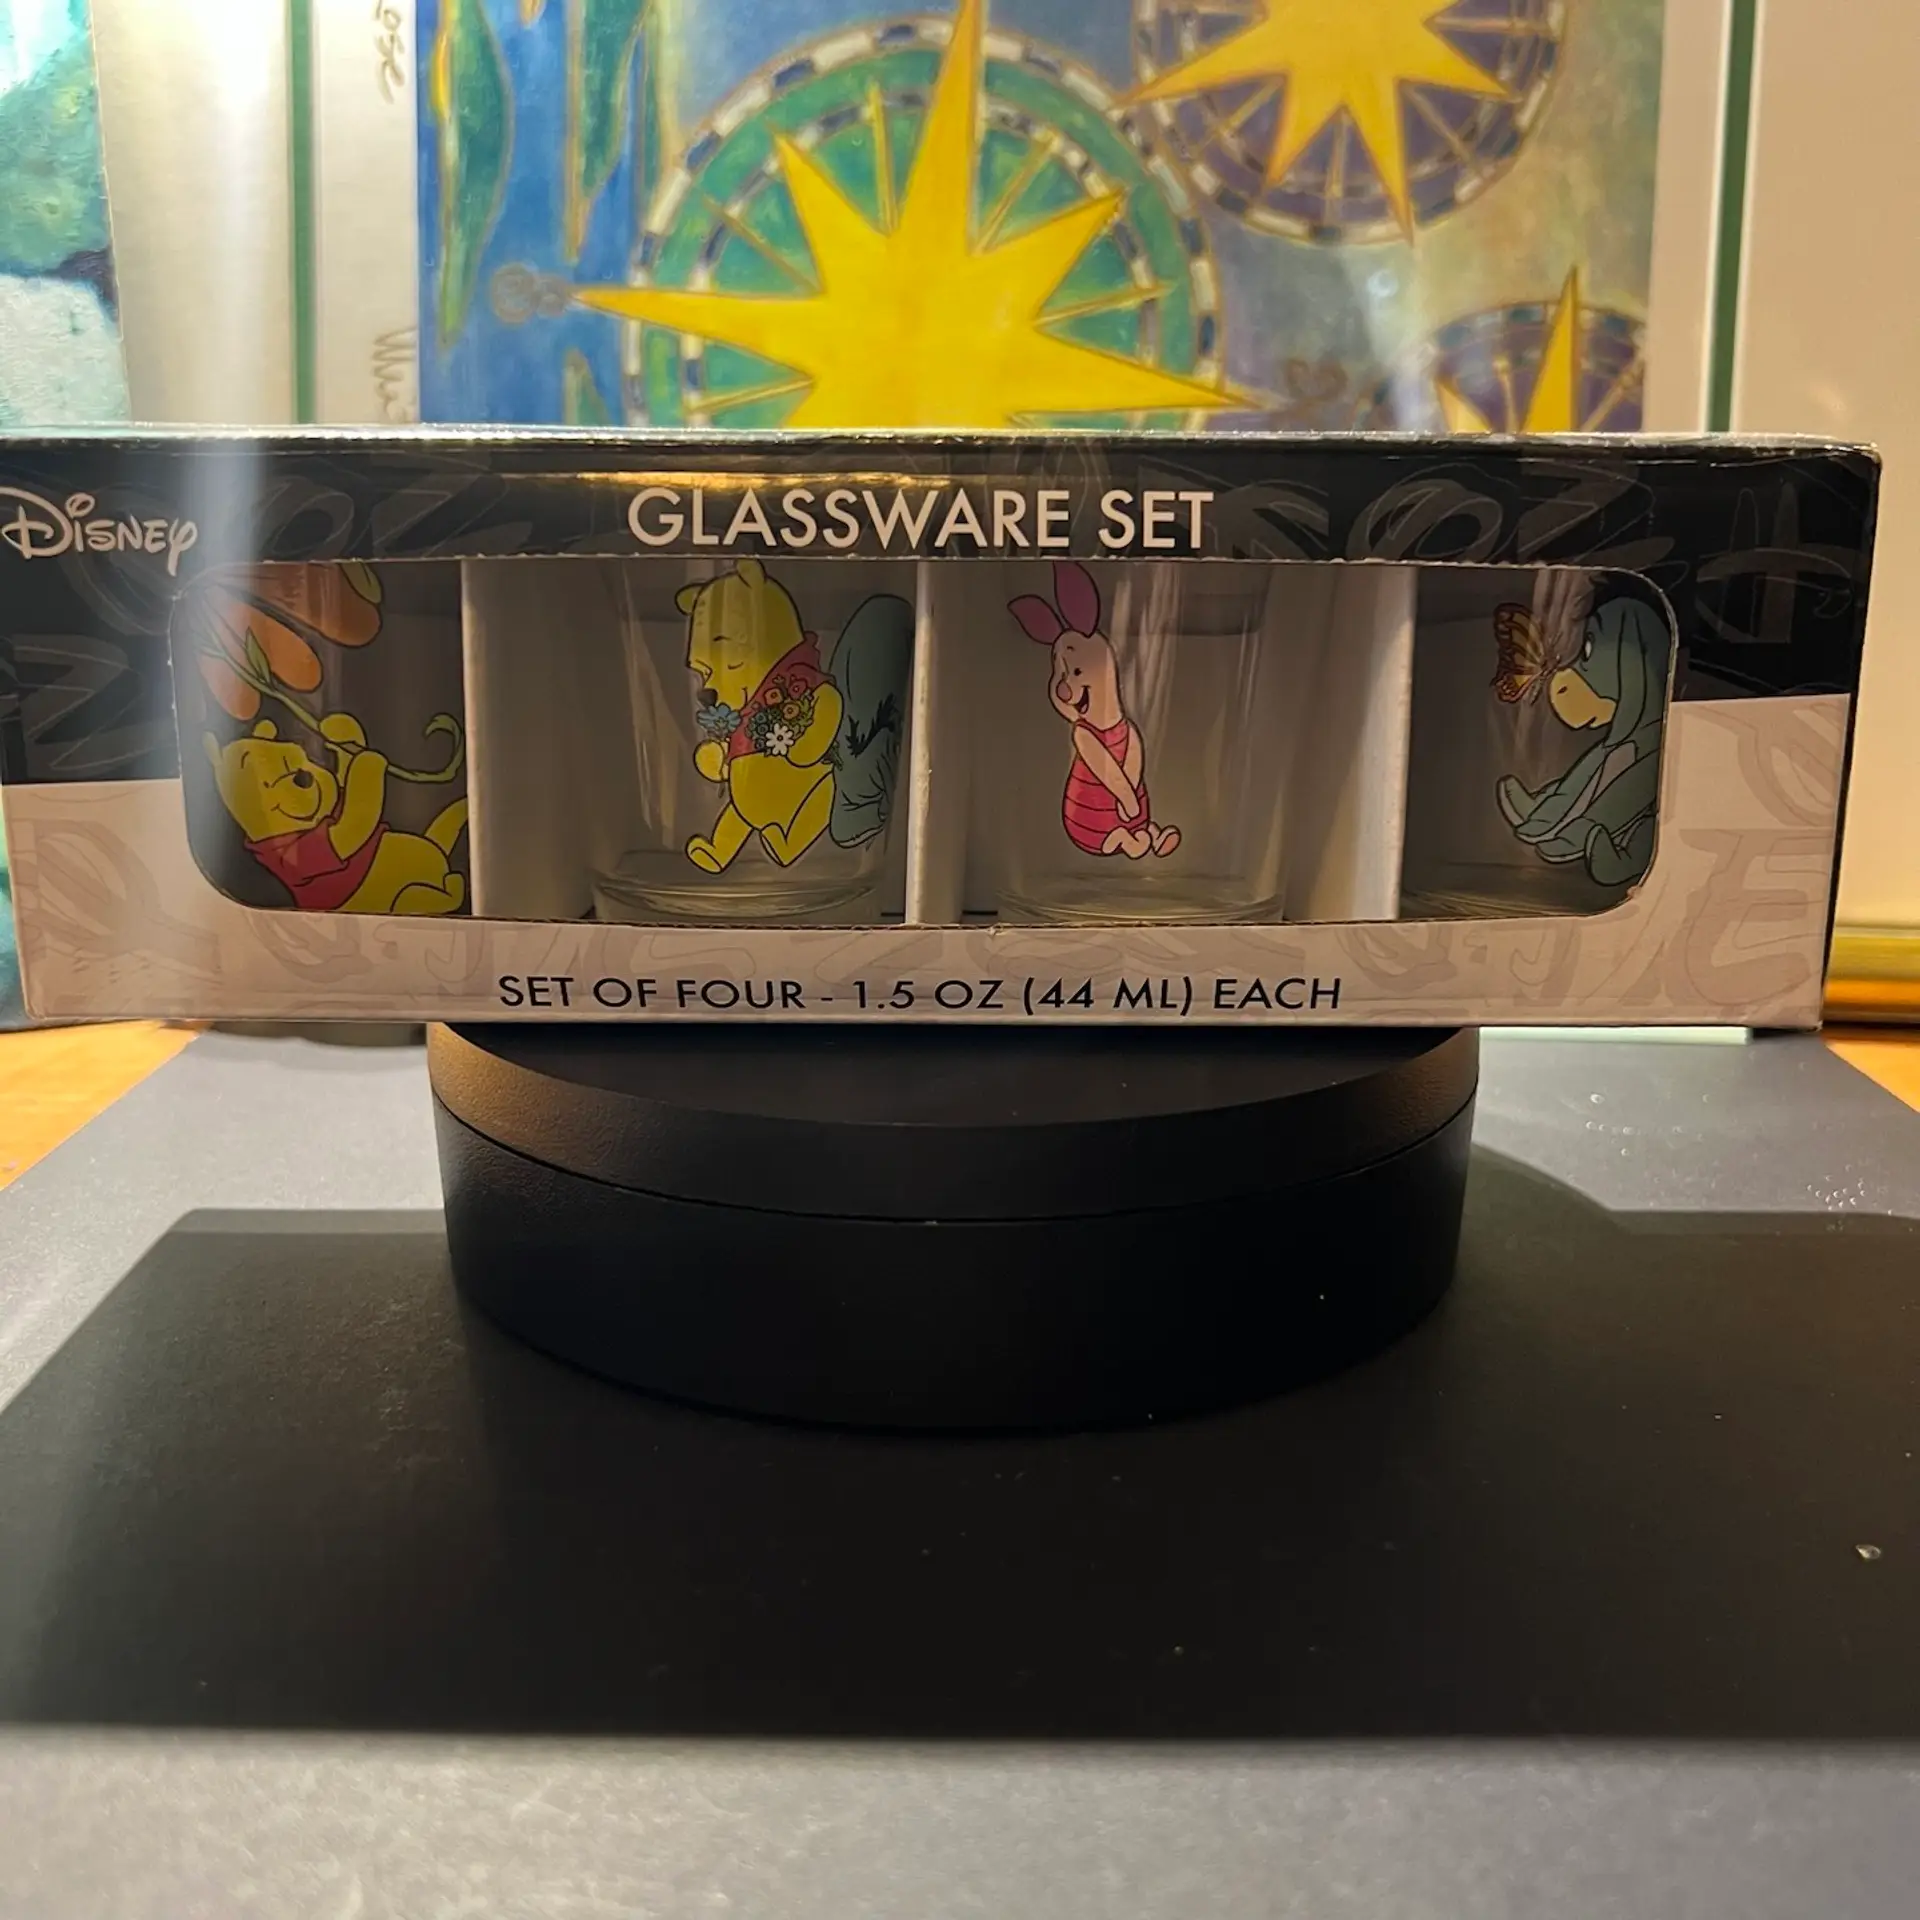 Disney
GLASSWARE SET
SET OF FOUR - 1.5 OZ (44 ML) EACH